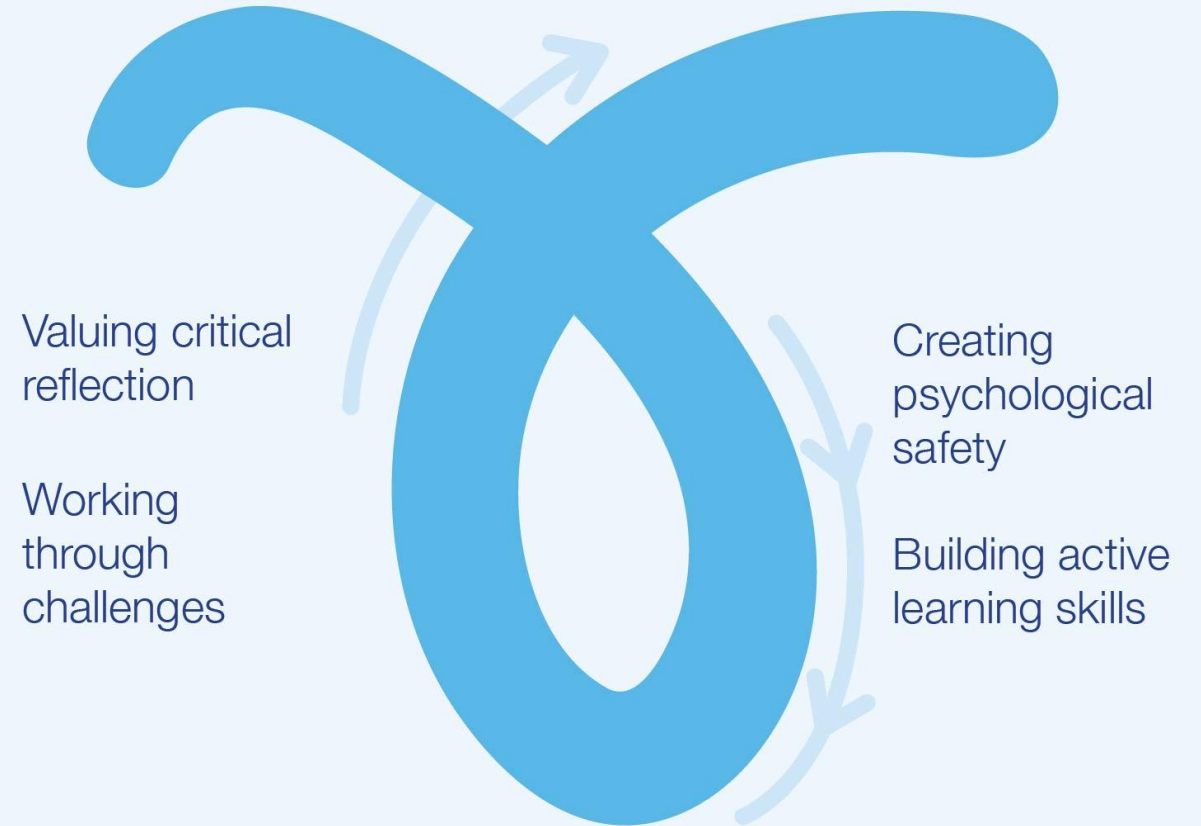 Valuing critical
reflection
Working
through
challenges
Creating
psychological
safety
Building active
learning skills